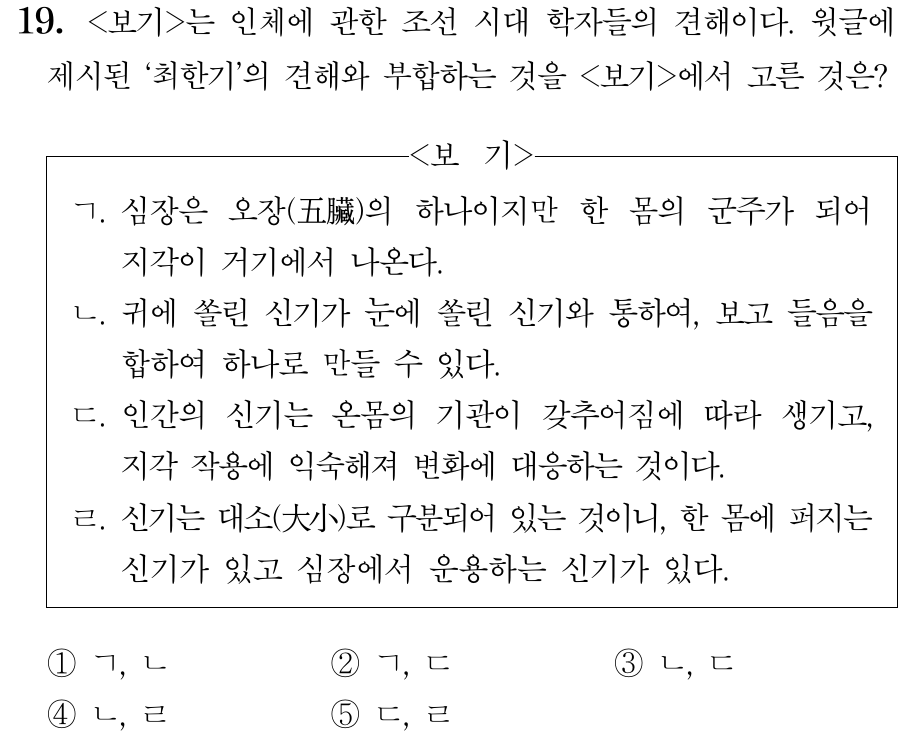 19. <보기>는 인체에 관한 조선 시대 학자들의 견해이다. 윗글에
제시된 ‘최한기’의 견해와 부합하는 것을 <보기>에서 고른 것은?
<보 기>
ㄱ. 심장은 오장(五臟)의 하나이지만 한 몸의 군주가 되어
지각이 거기에서 나온다.
ㄴ. 귀에 쏠린 신기가 눈에 쏠린 신기와 통하여, 보고 들음을
합하여 하나로 만들 수 있다.
ㄷ. 인간의 신기는 온몸의 기관이 갖추어짐에 따라 생기고,
지각 작용에 익숙해져 변화에 대응하는 것이다.
ㄹ. 신기는 대소(大小)로 구분되어 있는 것이니, 한 몸에 퍼지는
신기가 있고 심장에서 운용하는 신기가 있다.
① ㄱ, ㄴ ② ㄱ, ㄷ ③ ㄴ, ㄷ
④ ㄴ, ㄹ ⑤ ㄷ, ㄹ